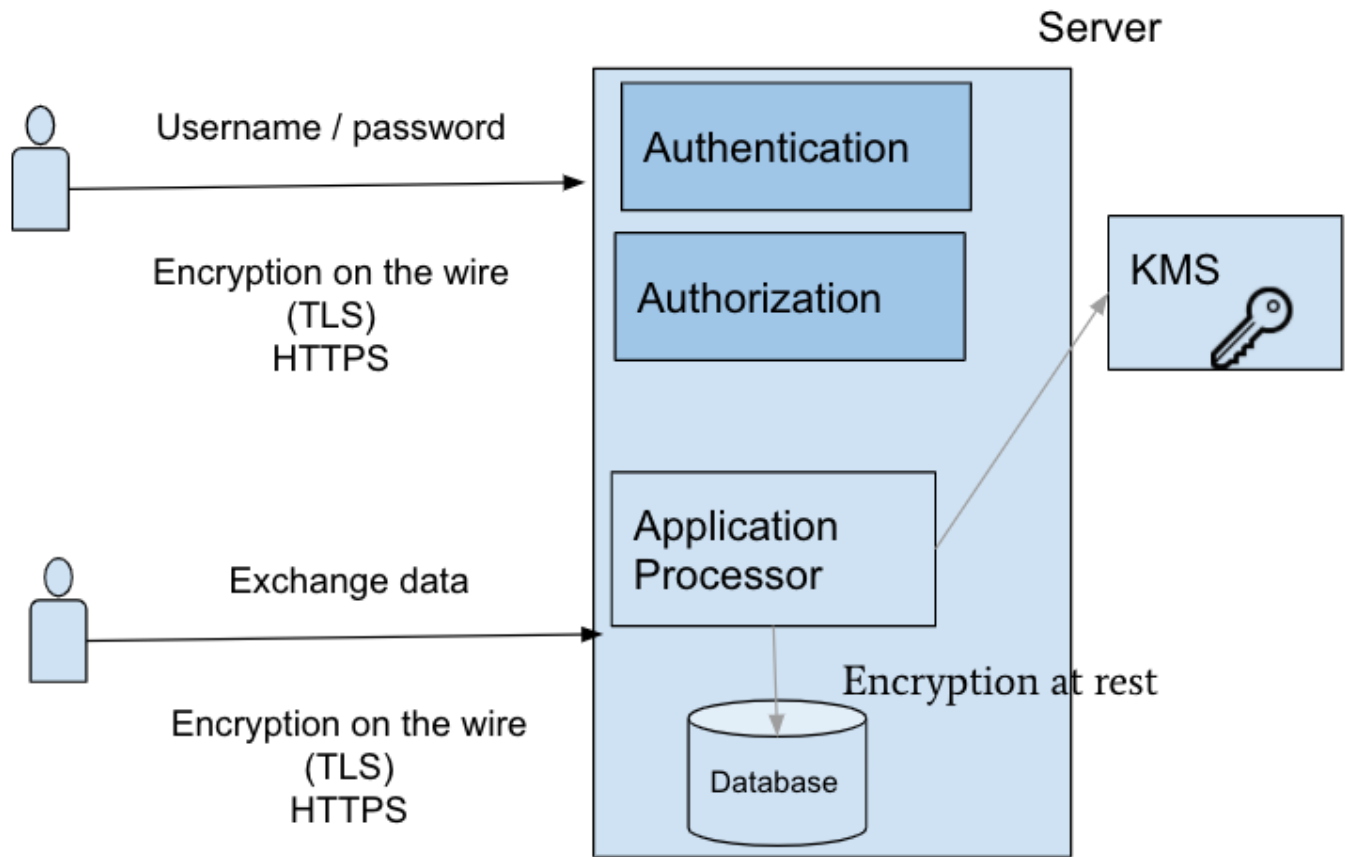 Server
Username / password
Authentication
Encryption on the wire
(TLS)
HTTPS
Authorization
KMS
Application
Processor
Exchange data
Encryption at rest
Encryption on the wire
(TLS)
HTTPS
Database